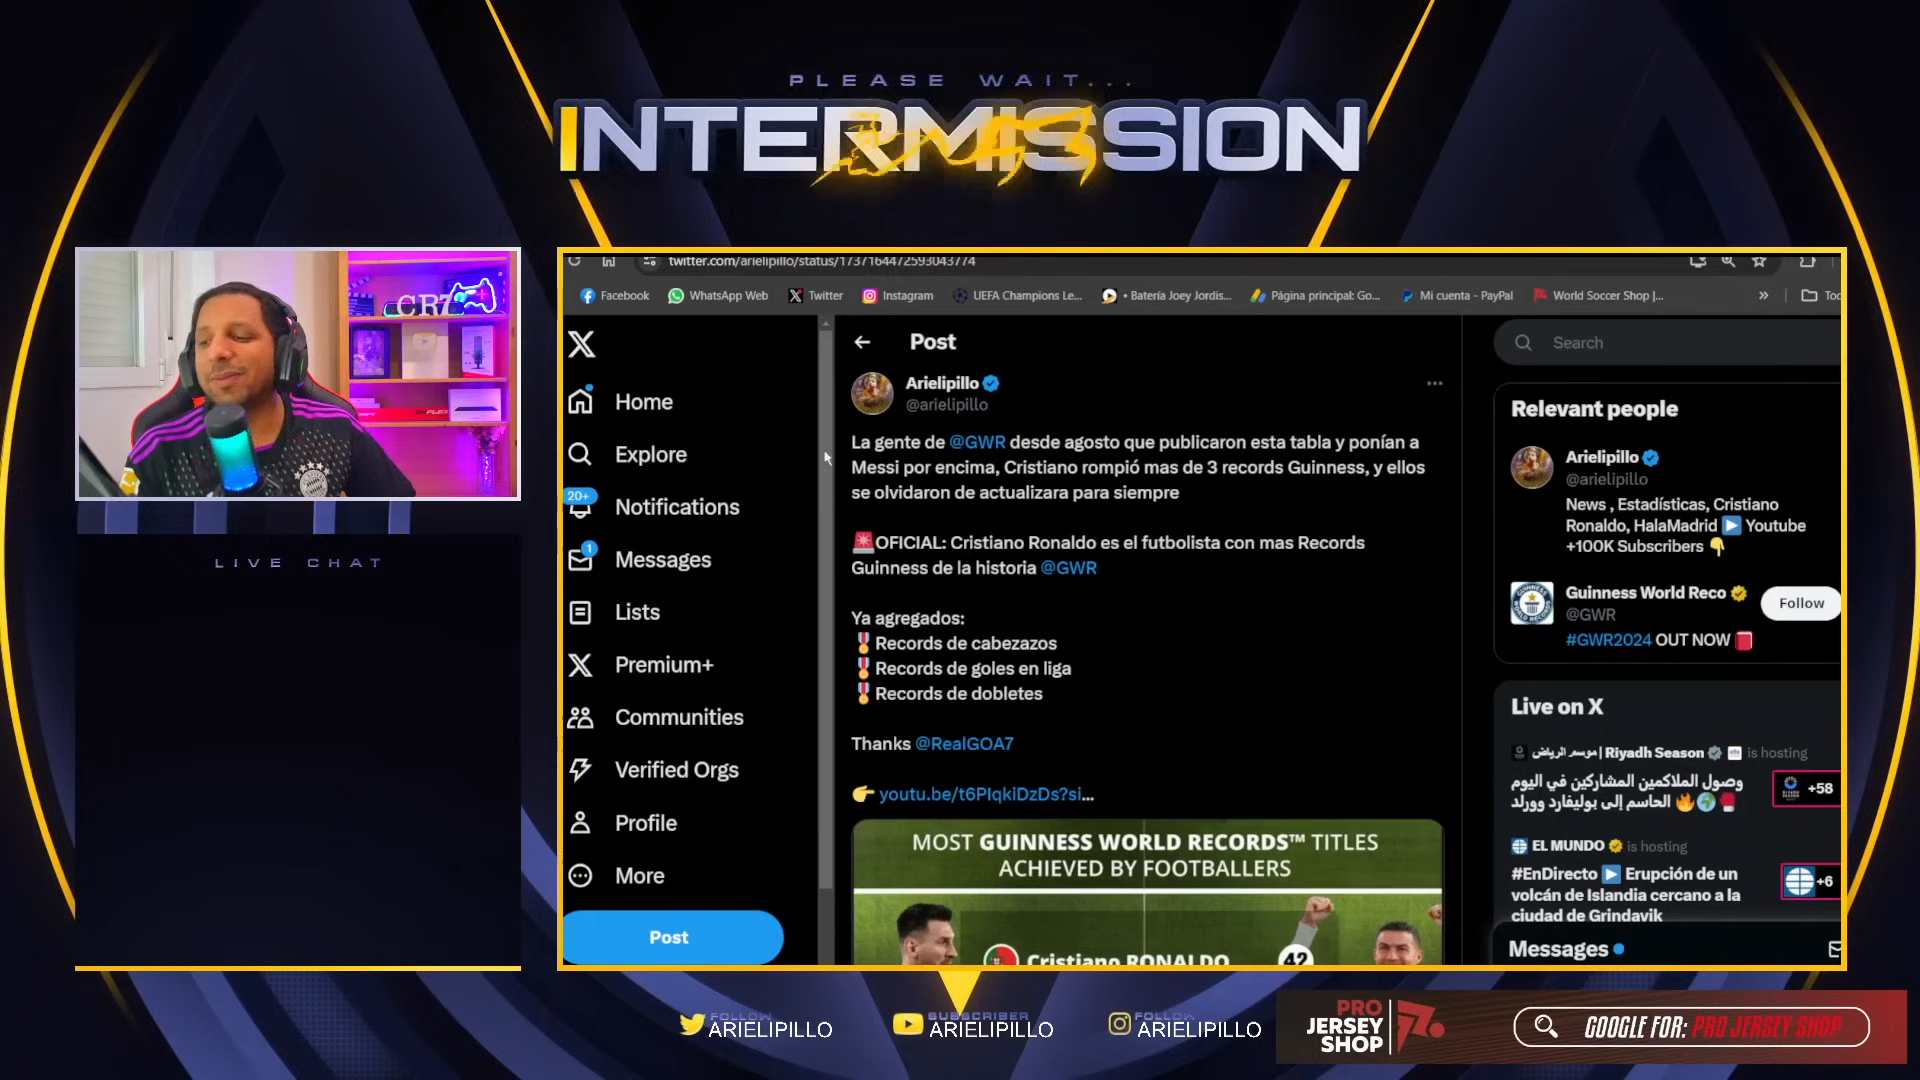 PLEASE WAIT...
INTERMISSION
CR7
LIVE CHAT
twitter.com/arielipillo/status/1737164472593043774
Facebook
WhatsApp Web
Twitter
Instagram
UEFA Champions Le...
• Batería Joey Jordis...
Página principal: Go...
Mi cuenta - PayPal
World Soccer Shop |...
»
Home
Explore
20+
Notifications
1
Messages
Lists
Premium+
Communities
Verified Orgs
Profile
More
Post
Post
Arielipillo
@arielipillo
La gente de @GWR desde agosto que publicaron esta tabla y ponían a
Messi por encima, Cristiano rompió mas de 3 records Guinness, y ellos
se olvidaron de actualizara para siempre
🚨OFICIAL: Cristiano Ronaldo es el futbolista con mas Records
Guinness de la historia @GWR
Ya agregados:
🎖️Records de cabezazos
🎖️Records de goles en liga
🎖️Records de dobletes
Thanks @RealGOA7
👉 youtu.be/t6PIqkiDzDs?si...
MOST GUINNESS WORLD RECORDS™ TITLES
ACHIEVED BY FOOTBALLERS
Cristiano RONALDO
42
Search
Relevant people
Arielipillo
@arielipillo
News , Estadísticas, Cristiano
Ronaldo, HalaMadrid ▶️ Youtube
+100K Subscribers 👇
Guinness World Reco
@GWR
Follow
#GWR2024 OUT NOW 📕
Live on X
موسم الرياض | Riyadh Season is hosting
وصول الملاكمين المشاركين في اليوم
الحاسم إلى بوليفارد وورلد 🔥🌍🥊
+58
EL MUNDO is hosting
#EnDirecto ▶️ Erupción de un
volcán de Islandia cercano a la
ciudad de Grindavik
+6
Messages
FOLLOW
ARIELIPILLO
SUBSCRIBER
ARIELIPILLO
FOLLOW
ARIELIPILLO
PRO
JERSEY
SHOP
GOOGLE FOR: PRO JERSEY SHOP